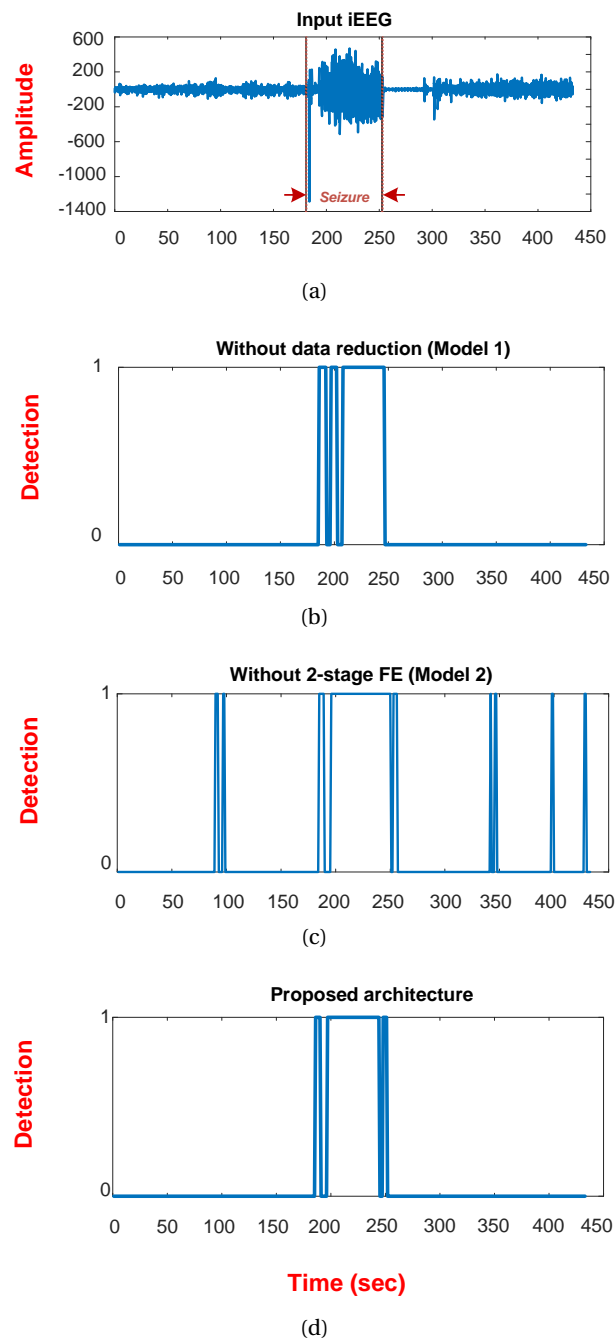 Input iEEG
Amplitude
600
200
-200
-600
-1000
-1400
Seizure
0 50 100 150 200 250 300 350 400 450
(a)
Without data reduction (Model 1)
Detection
1
0
0 50 100 150 200 250 300 350 400 450
(b)
Without 2-stage FE (Model 2)
Detection
1
0
0 50 100 150 200 250 300 350 400 450
(c)
Proposed architecture
Detection
1
0
0 50 100 150 200 250 300 350 400 450
Time (sec)
(d)